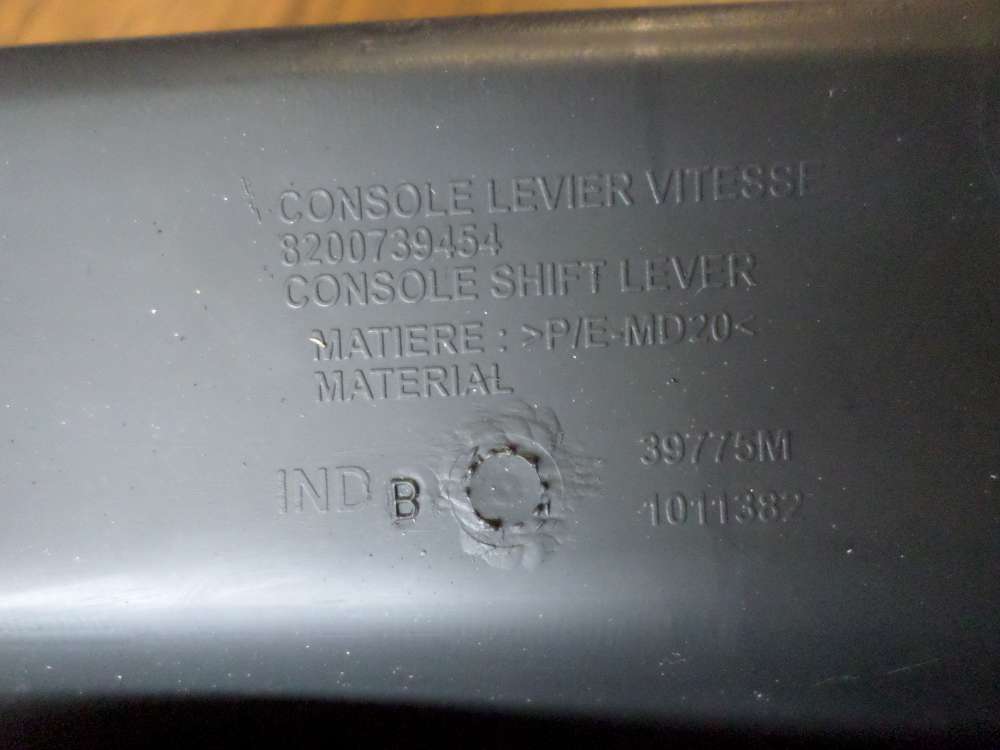 CONSOLE LEVIER VITESSE
8200739454
CONSOLE SHIFT LEVER
MATIERE : >P/E-MD20<
MATERIAL
39775M
IND B
1011382